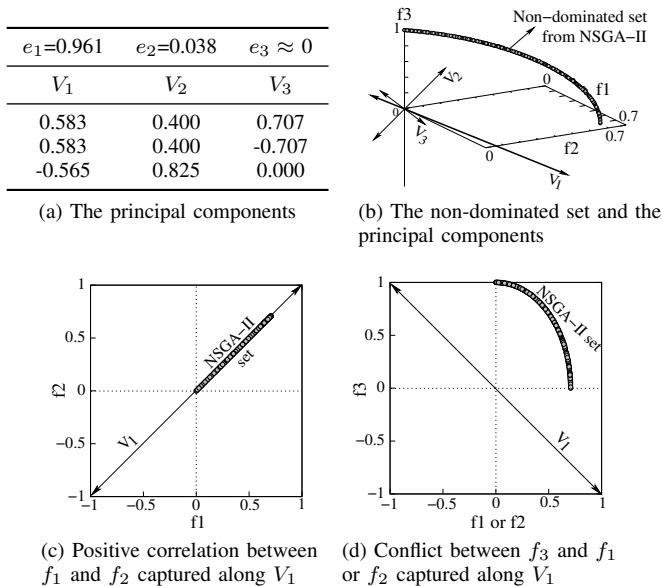 e1=0.961 e2=0.038 e3 ≈ 0
V1 V2 V3
0.583 0.400 0.707
0.583 0.400 -0.707
-0.565 0.825 0.000
(a) The principal components
f3
1
Non−dominated set
from NSGA−II
V2
0
f1
0
0.7
0.7
V3
0
f2
V1
(b) The non-dominated set and the
principal components
1
0.5
0
−0.5
−1
f2
NSGA−II
set
V1
−1 −0.5 0 0.5 1
f1
(c) Positive correlation between
f1 and f2 captured along V1
1
0.5
0
−0.5
−1
f3
NSGA−II set
V1
−1 −0.5 0 0.5 1
f1 or f2
(d) Conflict between f3 and f1
or f2 captured along V1